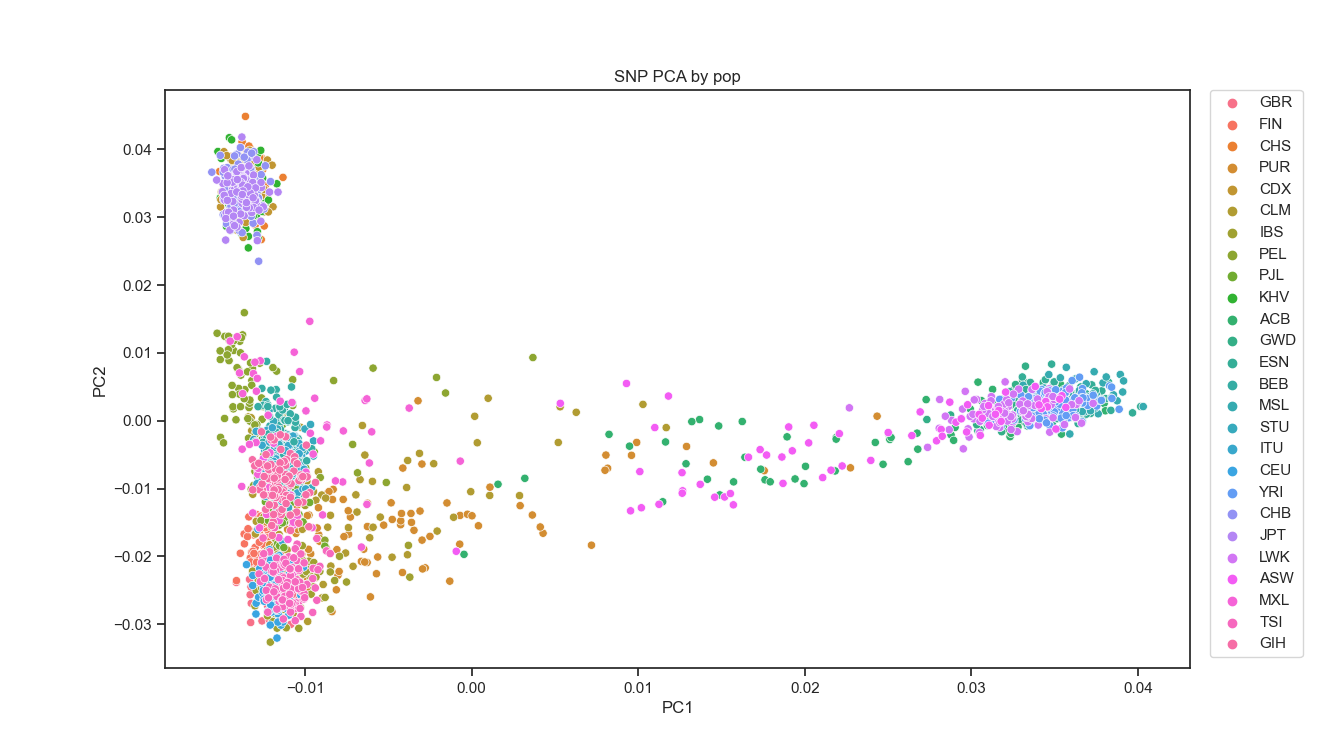 SNP PCA by pop
PC2
0.04
0.03
0.02
0.01
0.00
−0.01
−0.02
−0.03
−0.01
0.00
0.01
0.02
0.03
0.04
PC1
GBR
FIN
CHS
PUR
CDX
CLM
IBS
PEL
PJL
KHV
ACB
GWD
ESN
BEB
MSL
STU
ITU
CEU
YRI
CHB
JPT
LWK
ASW
MXL
TSI
GIH